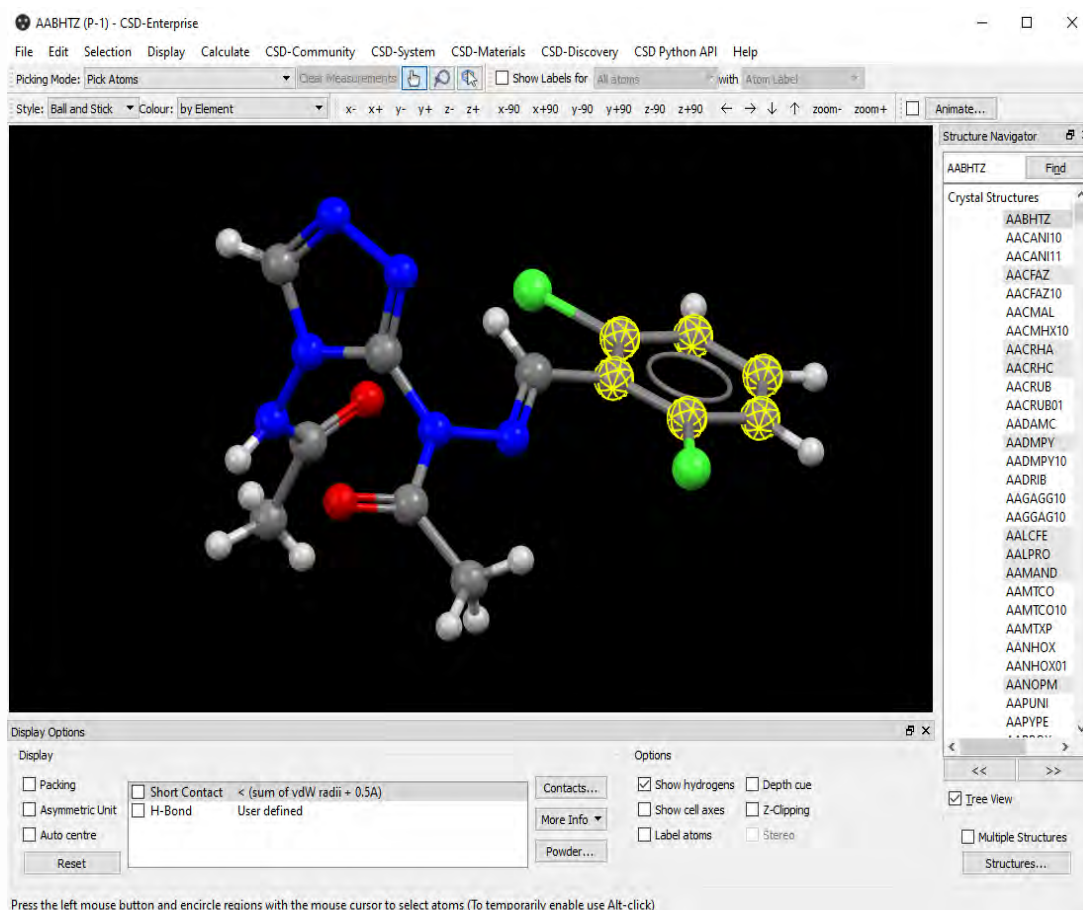 AABHTZ (P-1) - CSD-Enterprise
File Edit Selection Display Calculate CSD-Community CSD-System CSD-Materials CSD-Discovery CSD Python API Help
Picking Mode: Pick Atoms Clear Measurements Show Labels for All atoms with Atom Label
Style: Ball and Stick Colour: by Element x- x+ y- y+ z- z+ x-90 x+90 y-90 y+90 z-90 z+90 ← → ↓ ↑ zoom- zoom+ Animate...
Structure Navigator
AABHTZ Find
Crystal Structures
AABHTZ
AACANI10
AACANI11
AACFAZ
AACFAZ10
AACMAL
AACMHX10
AACRHA
AACRHC
AACRUB
AACRUB01
AADAMC
AADMPY
AADMPY10
AADRIB
AAGAGG10
AAGGAG10
AALCFE
AALPRO
AAMAND
AAMTCO
AAMTCO10
AAMTXP
AANHOX
AANHOX01
AANOPM
AAPUNI
AAPYPE
<< >>
Tree View
Multiple Structures
Structures...
Display Options
Display
Packing
Asymmetric Unit
Auto centre
Reset
Short Contact < (sum of vdW radii + 0.5A)
H-Bond User defined
Contacts...
More Info
Powder...
Options
Show hydrogens Depth cue
Show cell axes Z-Clipping
Label atoms Stereo
Press the left mouse button and encircle regions with the mouse cursor to select atoms (To temporarily enable use Alt-click)